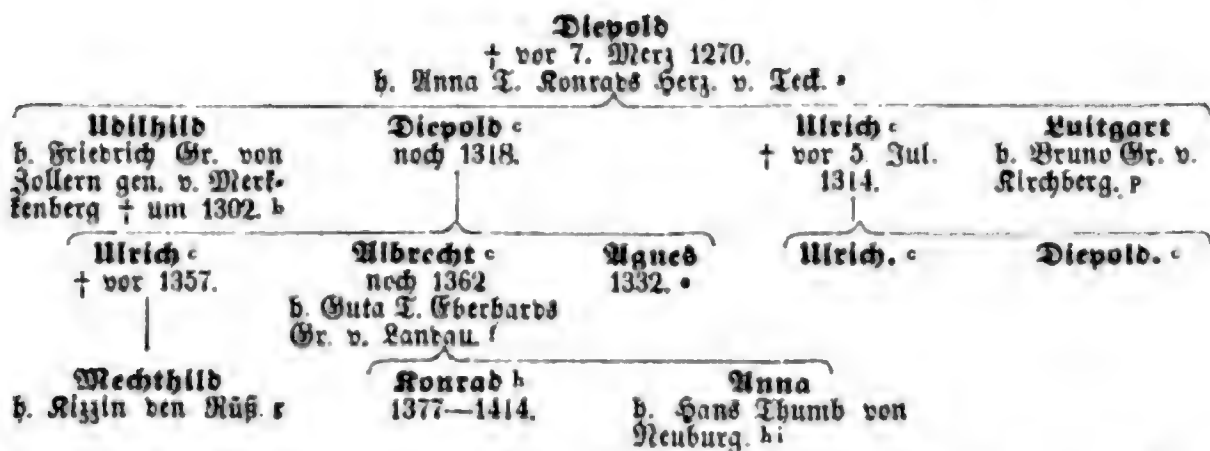 Diepold
† vor 7. Merz 1270.
h. Anna T. Konrads Herz. v. Teck. a
Udilhild Diepold c Ulrich c Luitgart
h. Friedrich Gr. von noch 1318. † vor 5. Jul. h. Bruno Gr. v.
Zollern gen. v. Merk- 1314. Kirchberg. p
kenberg † um 1302. b
Ulrich c Albrecht c Agnes Ulrich. c Diepold. c
† vor 1357. noch 1362 1332. e
h. Guta T. Eberhards
Gr. v. Landau. f
Mechthild Konrad h Anna
h. Kizzin den Rüß. g 1377—1414. h. Hans Thumb von
Neuburg. h i